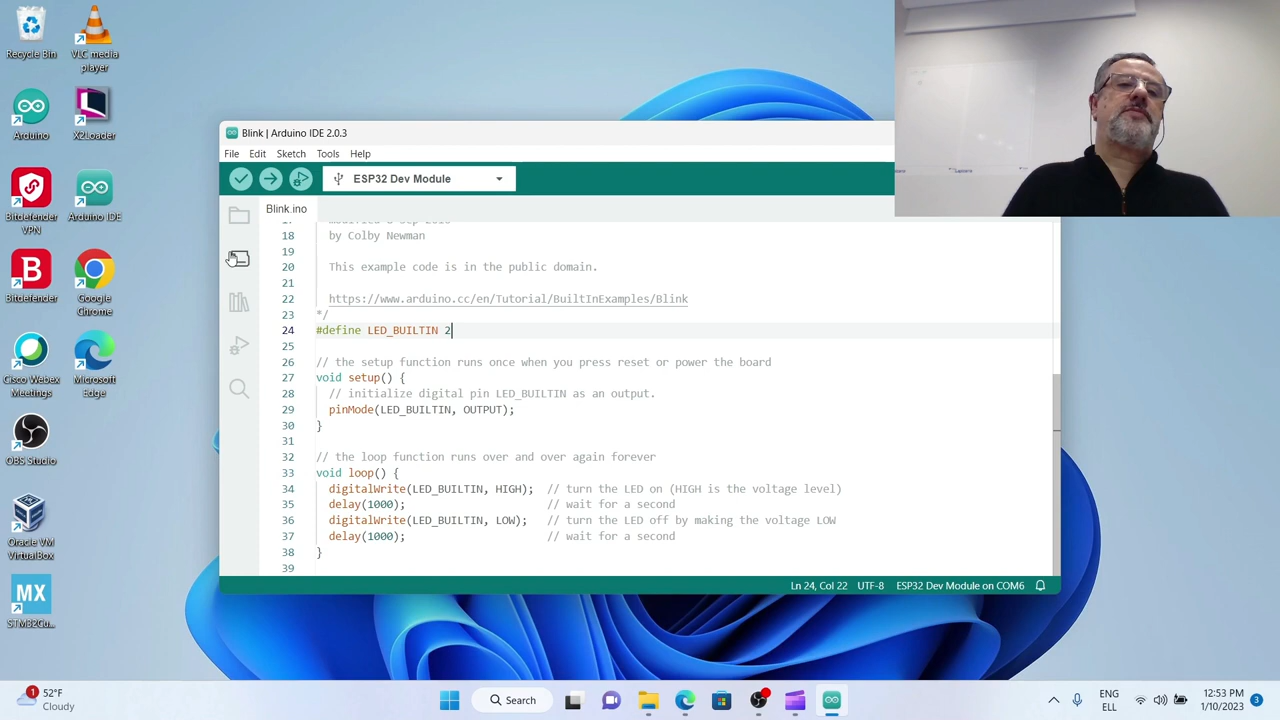 Recycle Bin
VLC media
player
Arduino
X2Loader
Bitdefender
VPN
Arduino IDE
Bitdefender
Google
Chrome
Cisco Webex
Meetings
Microsoft
Edge
OBS Studio
Oracle VM
VirtualBox
MX
STM32Cu...
Blink | Arduino IDE 2.0.3
File Edit Sketch Tools Help
ESP32 Dev Module
Blink.ino
18 by Colby Newman
19
20 This example code is in the public domain.
21
22 https://www.arduino.cc/en/Tutorial/BuiltInExamples/Blink
23 */
24 #define LED_BUILTIN 2
25
26 // the setup function runs once when you press reset or power the board
27 void setup() {
28 // initialize digital pin LED_BUILTIN as an output.
29 pinMode(LED_BUILTIN, OUTPUT);
30 }
31
32 // the loop function runs over and over again forever
33 void loop() {
34 digitalWrite(LED_BUILTIN, HIGH); // turn the LED on (HIGH is the voltage level)
35 delay(1000); // wait for a second
36 digitalWrite(LED_BUILTIN, LOW); // turn the LED off by making the voltage LOW
37 delay(1000); // wait for a second
38 }
39
Ln 24, Col 22 UTF-8 ESP32 Dev Module on COM6
1
52°F
Cloudy
Search
ENG
ELL
12:53 PM
1/10/2023
3